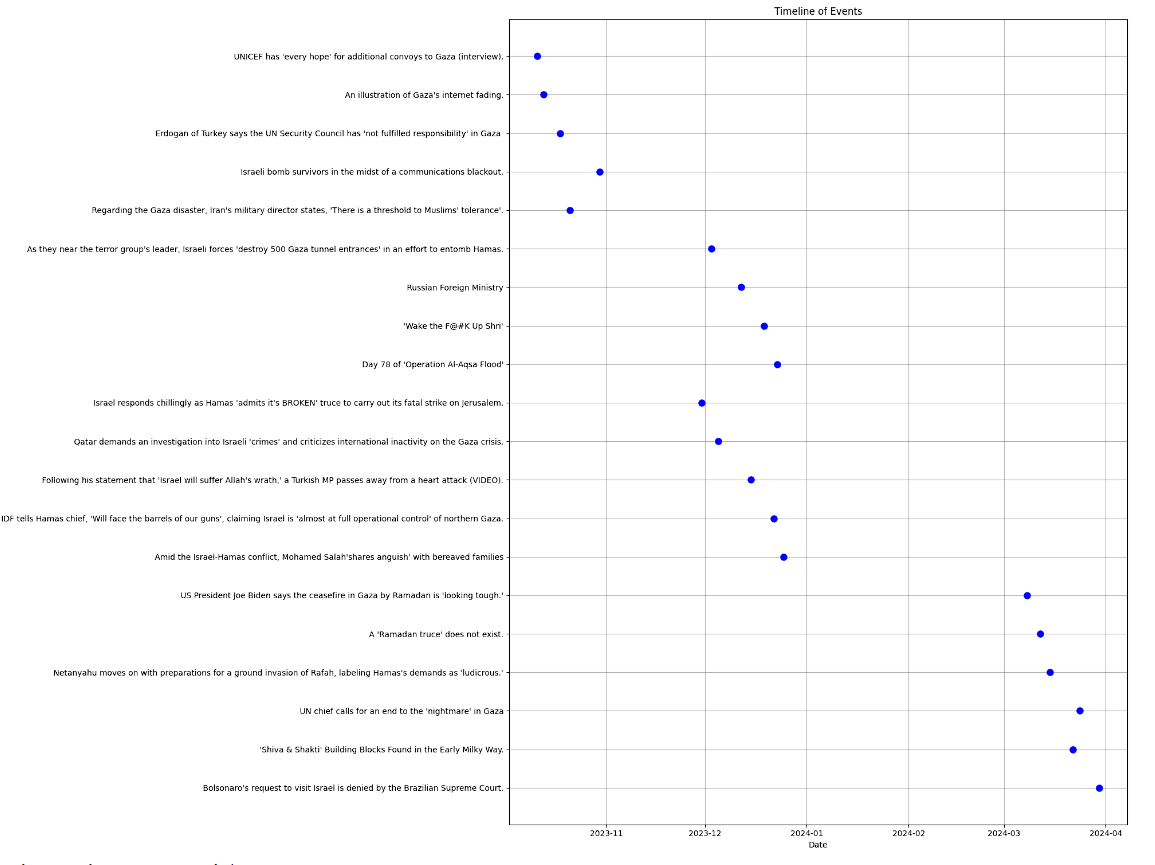 Timeline of Events
UNICEF has 'every hope' for additional convoys to Gaza (interview).
An illustration of Gaza's internet fading.
Erdogan of Turkey says the UN Security Council has 'not fulfilled responsibility' in Gaza
Israeli bomb survivors in the midst of a communications blackout.
Regarding the Gaza disaster, Iran's military director states, 'There is a threshold to Muslims' tolerance'.
As they near the terror group's leader, Israeli forces 'destroy 500 Gaza tunnel entrances' in an effort to entomb Hamas.
Russian Foreign Ministry
'Wake the F@#K Up Shri'
Day 78 of 'Operation Al-Aqsa Flood'
Israel responds chillingly as Hamas 'admits it's BROKEN' truce to carry out its fatal strike on Jerusalem.
Qatar demands an investigation into Israeli 'crimes' and criticizes international inactivity on the Gaza crisis.
Following his statement that 'Israel will suffer Allah's wrath,' a Turkish MP passes away from a heart attack (VIDEO).
IDF tells Hamas chief, 'Will face the barrels of our guns', claiming Israel is 'almost at full operational control' of northern Gaza.
Amid the Israel-Hamas conflict, Mohamed Salah'shares anguish' with bereaved families
US President Joe Biden says the ceasefire in Gaza by Ramadan is 'looking tough.'
A 'Ramadan truce' does not exist.
Netanyahu moves on with preparations for a ground invasion of Rafah, labeling Hamas's demands as 'ludicrous.'
UN chief calls for an end to the 'nightmare' in Gaza
'Shiva & Shakti' Building Blocks Found in the Early Milky Way.
Bolsonaro's request to visit Israel is denied by the Brazilian Supreme Court.
2023-11 2023-12 2024-01 2024-02 2024-03 2024-04
Date